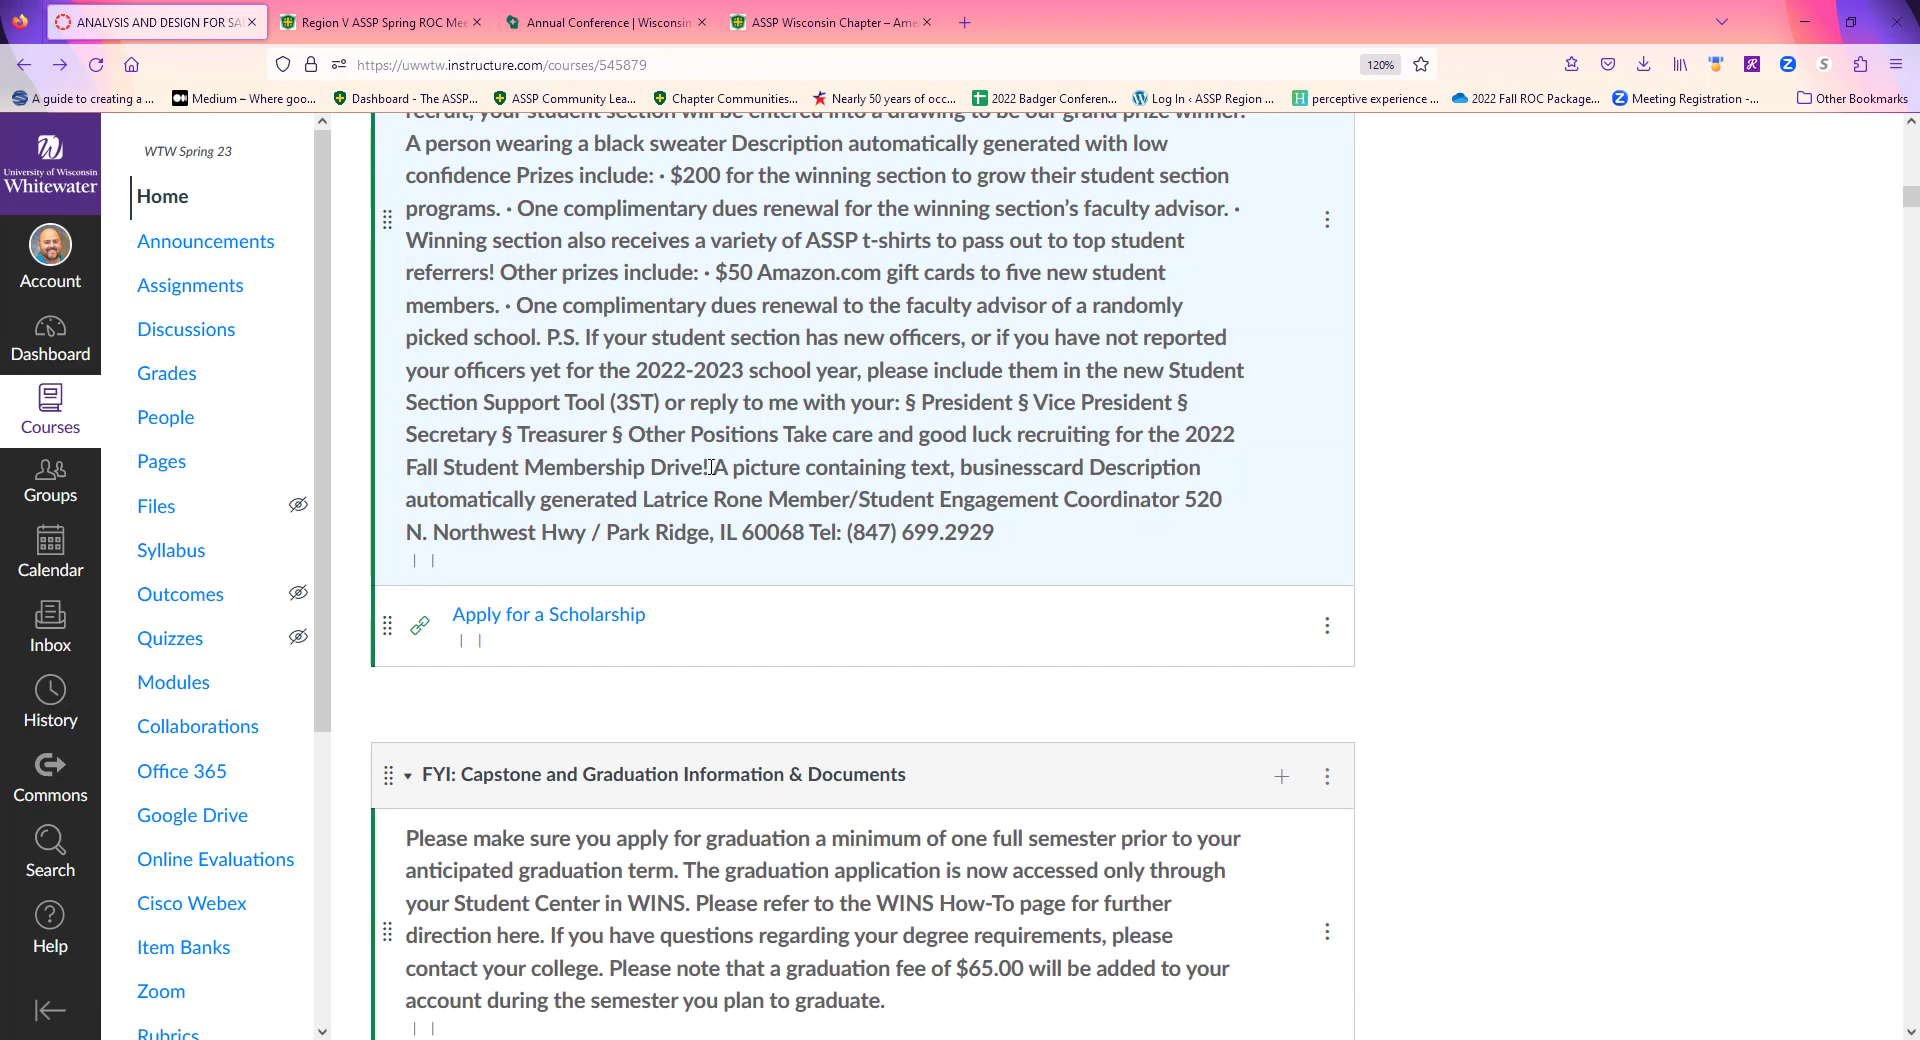 ANALYSIS AND DESIGN FOR SA
Region V ASSP Spring ROC Mee
Annual Conference | Wisconsin
ASSP Wisconsin Chapter – Ame
https://uwwtw.instructure.com/courses/545879
120%
A guide to creating a ...
Medium – Where goo...
Dashboard - The ASSP...
ASSP Community Lea...
Chapter Communities...
Nearly 50 years of occ...
2022 Badger Conferen...
Log In ‹ ASSP Region ...
perceptive experience ...
2022 Fall ROC Package...
Meeting Registration -...
Other Bookmarks
University of Wisconsin
Whitewater
Account
Dashboard
Courses
Groups
Calendar
Inbox
History
Commons
Search
Help
WTW Spring 23
Home
Announcements
Assignments
Discussions
Grades
People
Pages
Files
Syllabus
Outcomes
Quizzes
Modules
Collaborations
Office 365
Google Drive
Online Evaluations
Cisco Webex
Item Banks
Zoom
Rubrics
recruit, your student section will be entered into a drawing to be our grand prize winner.
A person wearing a black sweater Description automatically generated with low
confidence Prizes include: · $200 for the winning section to grow their student section
programs. · One complimentary dues renewal for the winning section’s faculty advisor. ·
Winning section also receives a variety of ASSP t-shirts to pass out to top student
referrers! Other prizes include: · $50 Amazon.com gift cards to five new student
members. · One complimentary dues renewal to the faculty advisor of a randomly
picked school. P.S. If your student section has new officers, or if you have not reported
your officers yet for the 2022-2023 school year, please include them in the new Student
Section Support Tool (3ST) or reply to me with your: § President § Vice President §
Secretary § Treasurer § Other Positions Take care and good luck recruiting for the 2022
Fall Student Membership Drive! A picture containing text, businesscard Description
automatically generated Latrice Rone Member/Student Engagement Coordinator 520
N. Northwest Hwy / Park Ridge, IL 60068 Tel: (847) 699.2929
| |
Apply for a Scholarship
| |
FYI: Capstone and Graduation Information & Documents
Please make sure you apply for graduation a minimum of one full semester prior to your
anticipated graduation term. The graduation application is now accessed only through
your Student Center in WINS. Please refer to the WINS How-To page for further
direction here. If you have questions regarding your degree requirements, please
contact your college. Please note that a graduation fee of $65.00 will be added to your
account during the semester you plan to graduate.
| |